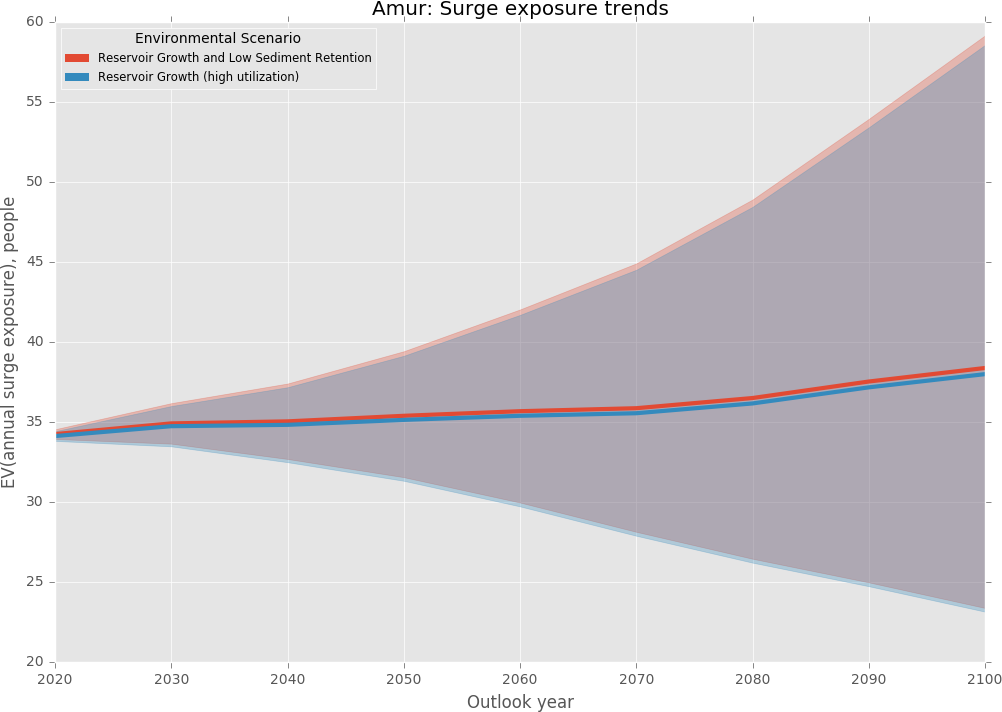 Amur: Surge exposure trends
Environmental Scenario
Reservoir Growth and Low Sediment Retention
Reservoir Growth (high utilization)
EV(annual surge exposure), people
60
55
50
45
40
35
30
25
20
2020 2030 2040 2050 2060 2070 2080 2090 2100
Outlook year